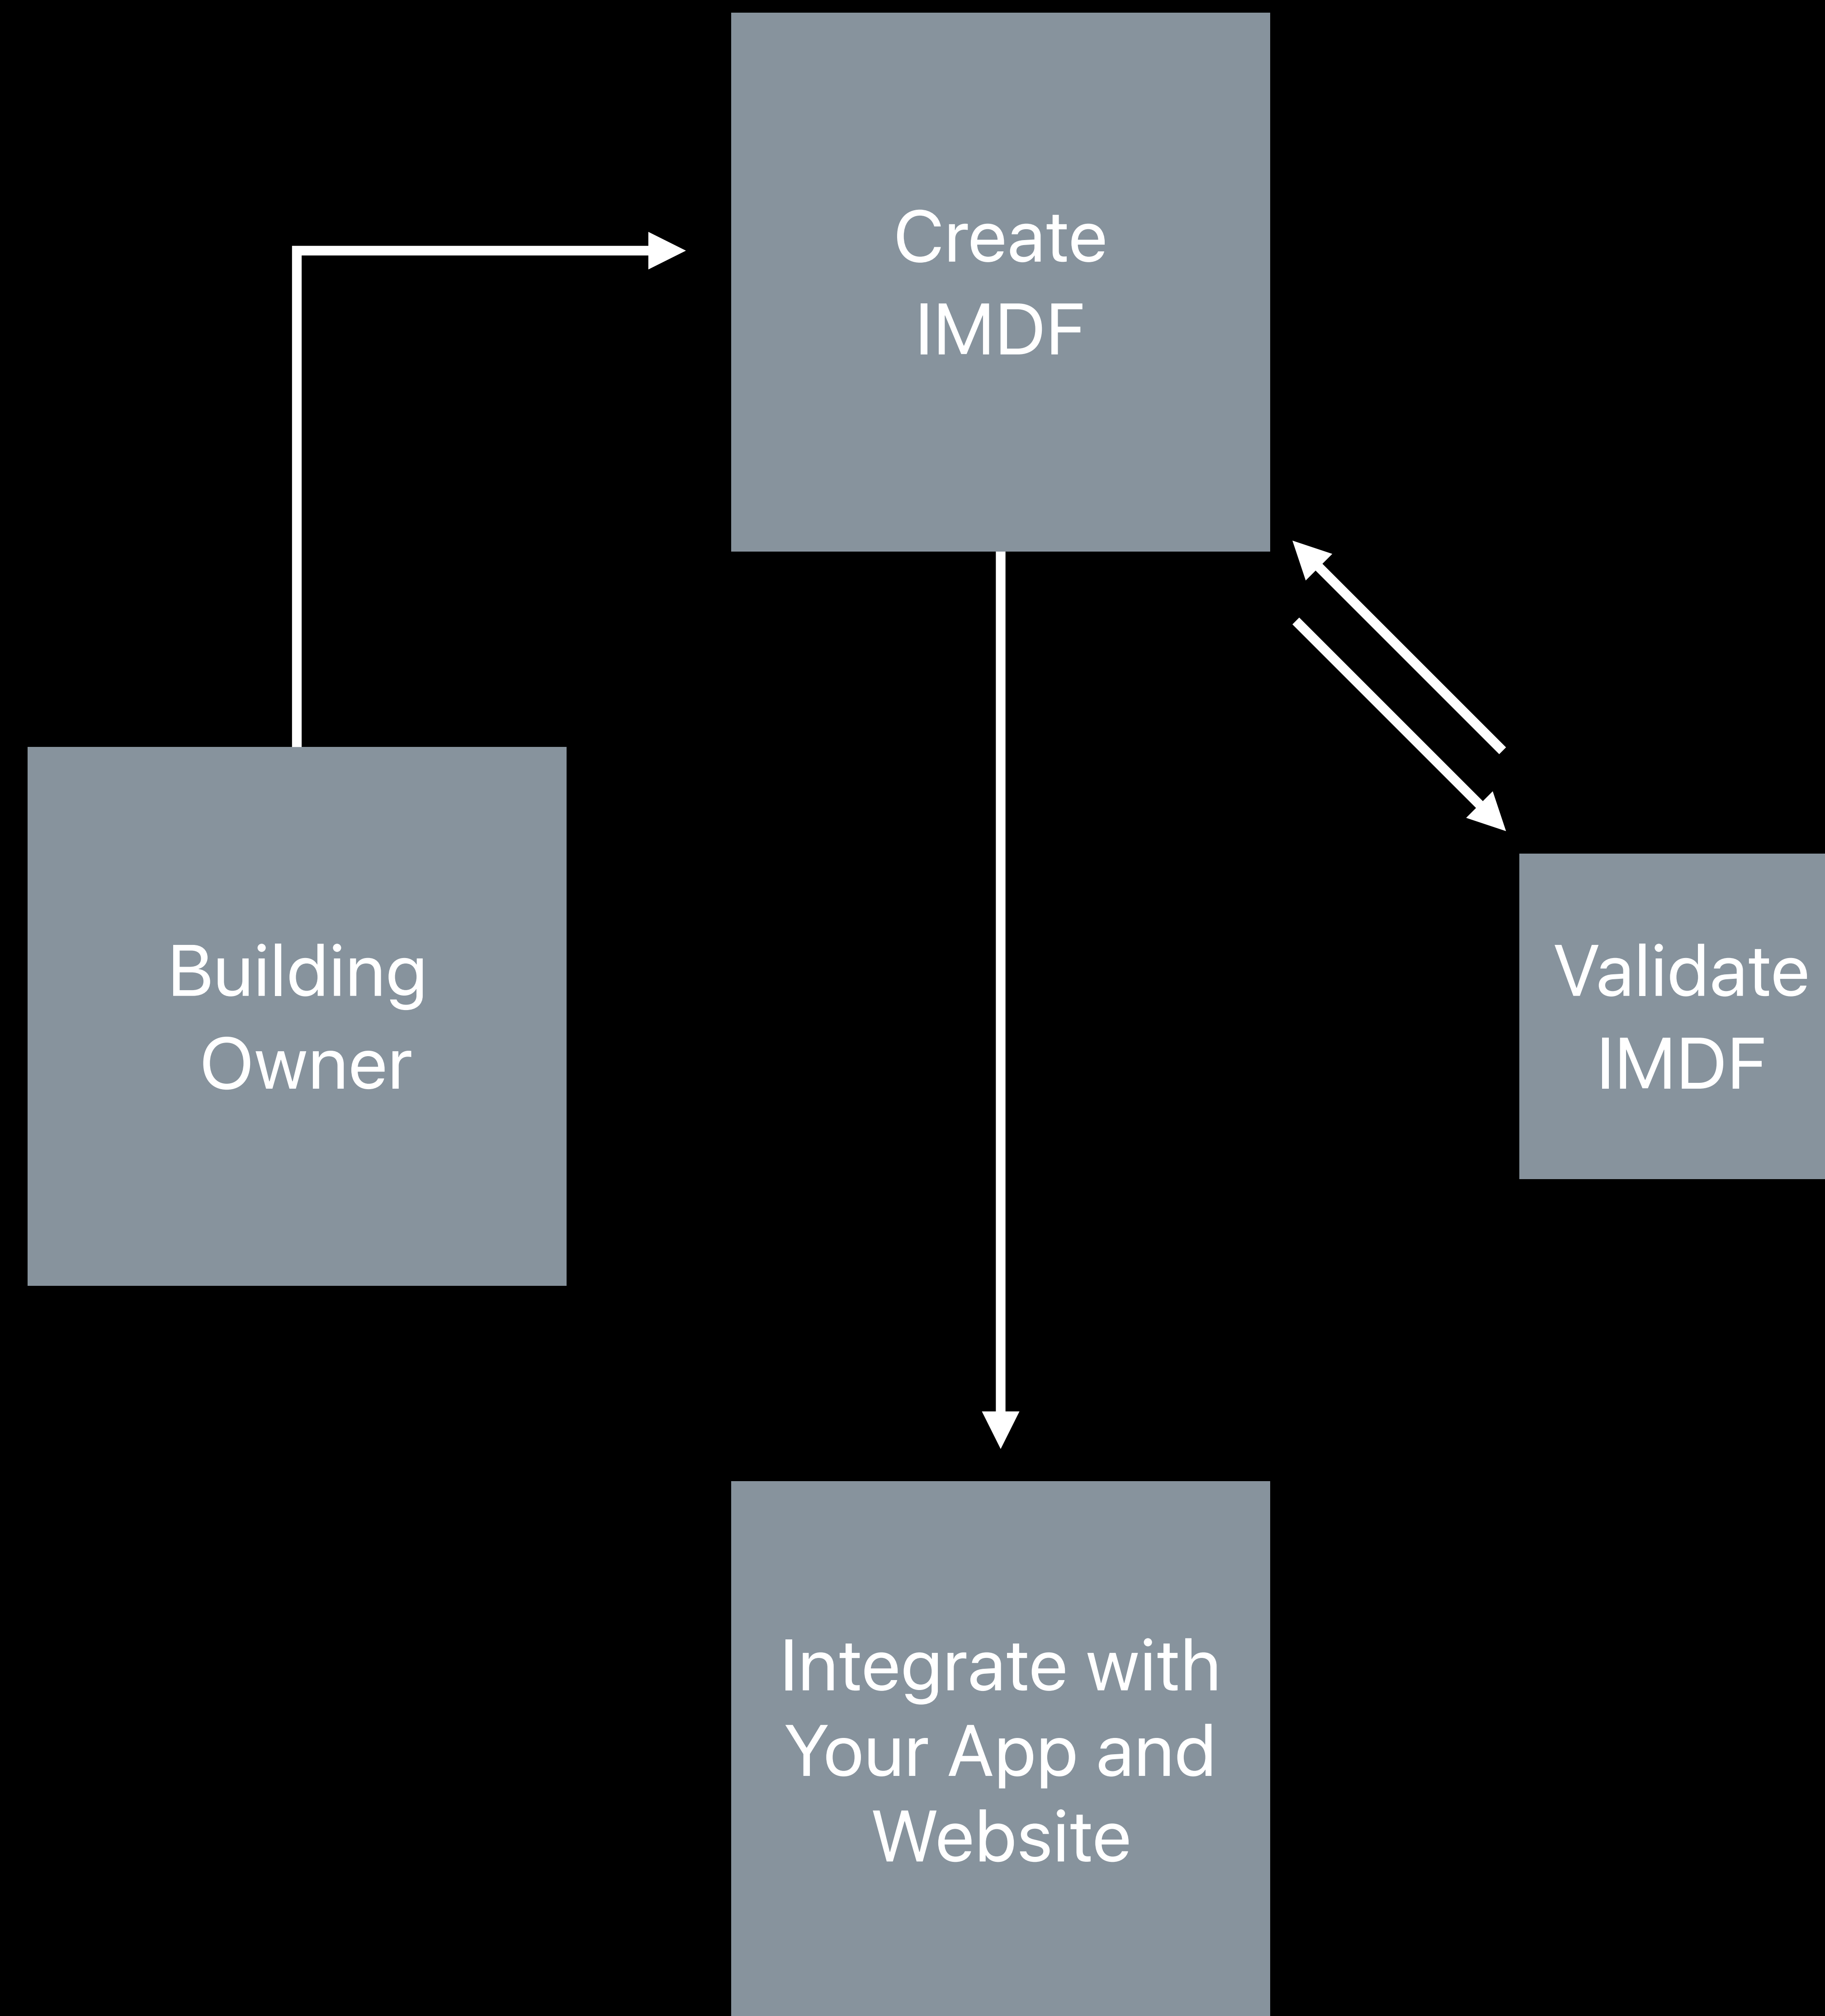 Create
IMDF
Building
Owner
Validate
IMDF
Integrate with
Your App and
Website